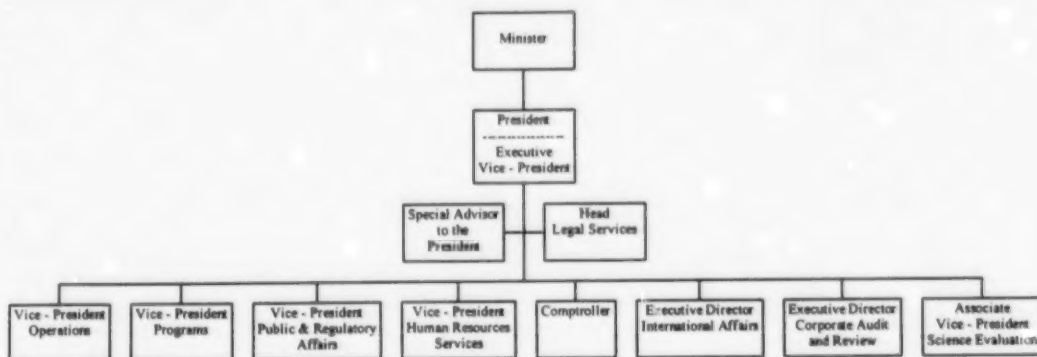 Minister
President
Executive
Vice - President
Special Advisor
to the
President
Head
Legal Services
Vice - President
Operations
Vice - President
Programs
Vice - President
Public & Regulatory
Affairs
Vice - President
Human Resources
Services
Comptroller
Executive Director
International Affairs
Executive Director
Corporate Audit
and Review
Associate
Vice - President
Science Evaluation